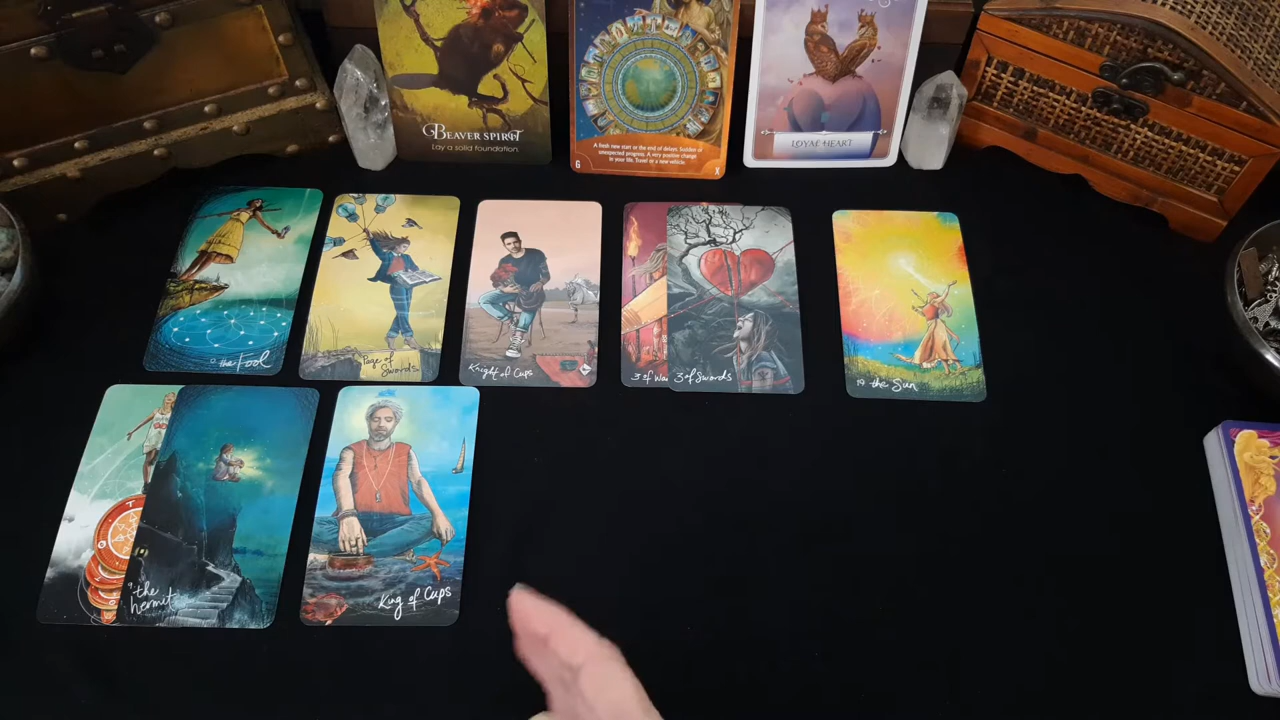 BEAVER SPIRIT
Lay a solid foundation.
A fresh new start or the end of delays. Sudden or
unexpected progress. A very positive change
in your life. Travel or a new vehicle.
G
X
LOYAL HEART
0 the Fool
Page of
Swords
Knight of Cups
3 of
3 of Swords
19 the Sun
9 the
hermit
King of Cups